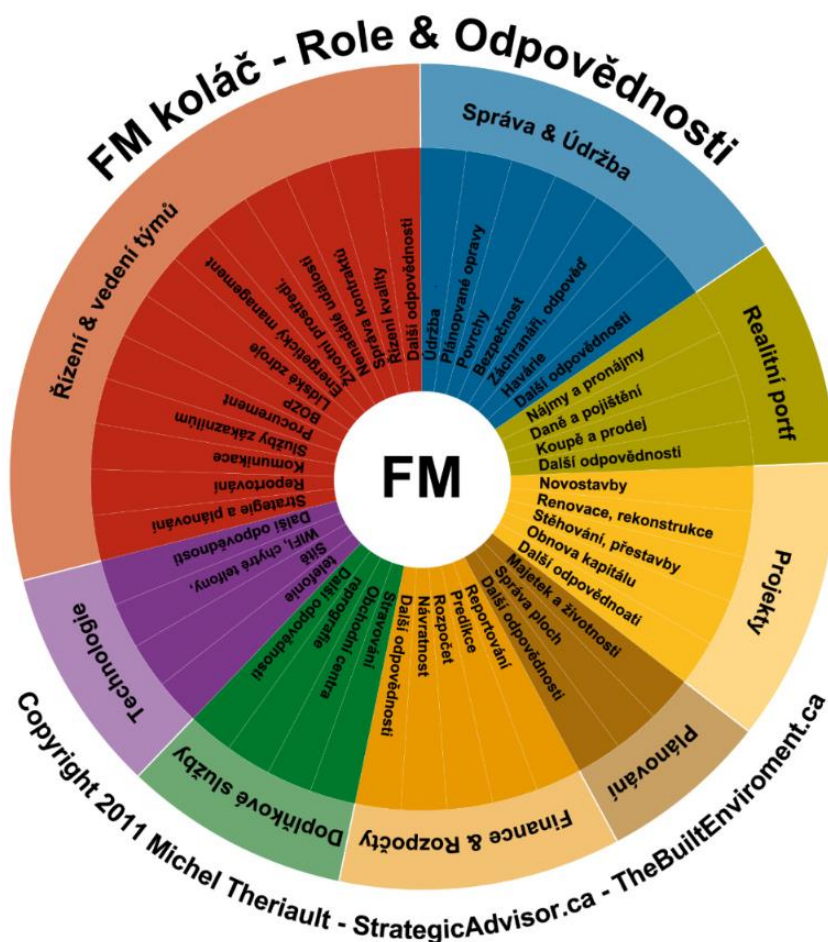 FM koláč - Role & Odpovědnosti
Správa & Údržba
Údržba
Plánopvané opravy
Povrchy
Bezpečnost
Záchranáři, odpověď
Havárie
Další odpovědnosti
Realitní portf
Nájmy a pronájmy
Daně a pojištění
Koupě a prodej
Další odpovědnosti
Projekty
Novostavby
Renovace, rekonstrukce
Stěhování, přestavby
Obnova kapitálu
Další odpovědnoati
Plánování
Majetek a životnosti
Správa ploch
Další odpovědnosti
Finance & Rozpočty
Reportování
Predikce
Rozpočet
Návratnost
Další odpovědnosti
Doplňkové služby
Stravování
Obchodní centra
reprografie
Další odpovědnosti
Technologie
telefonie
Sítě
WIFI, chytré telfony,
Další odpovědnosti
Řízení & vedení týmů
Strategie a plánování
Reportování
Komunikace
Služby zákazníkům
Procurement
BOZP
Lidské zdroje
Energetický management
Životní prostředí.
Nenadálé události
Správa kontraktů
Řízení kvality
Další odpovědnosti
FM
Copyright 2011 Michel Theriault - StrategicAdvisor.ca - TheBuiltEnviroment.ca